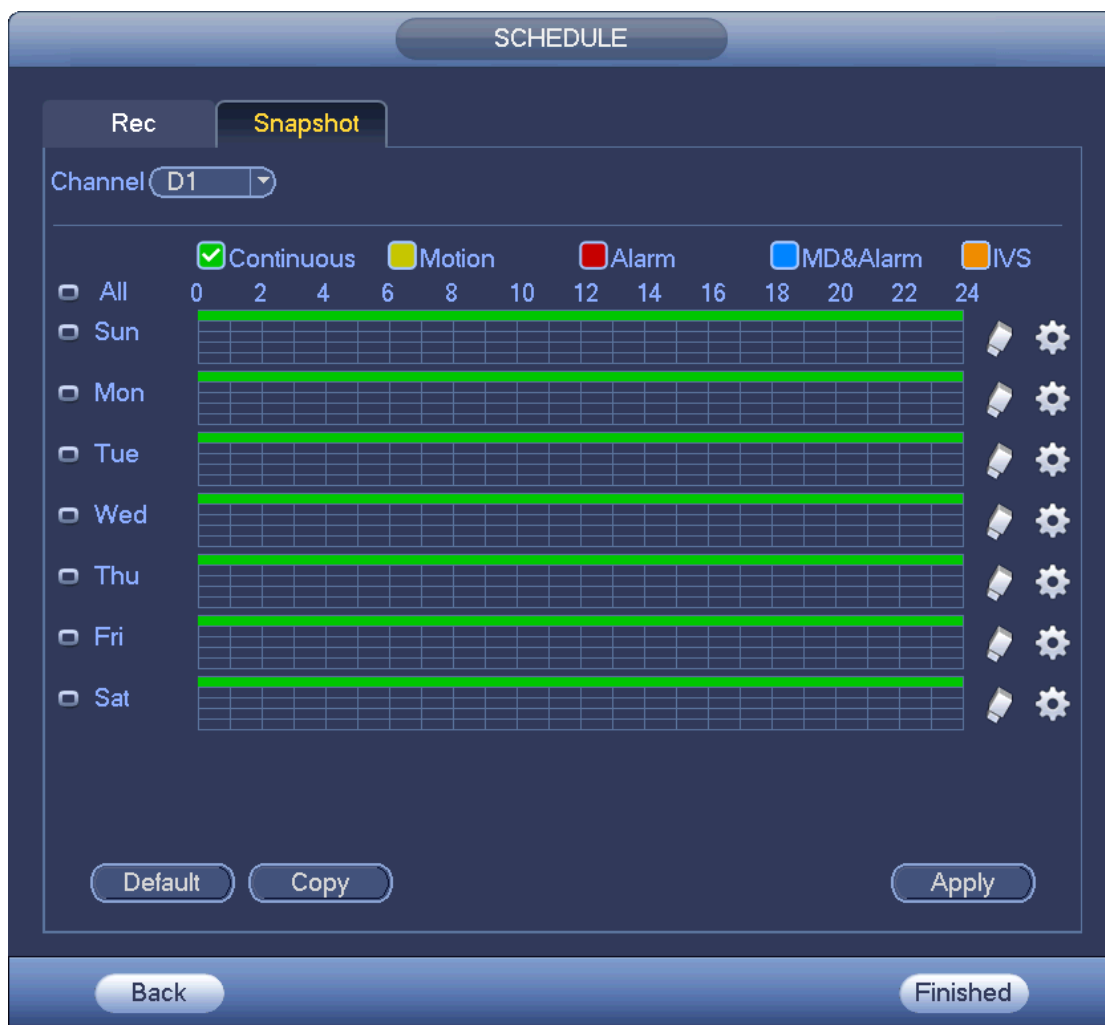 SCHEDULE
Rec Snapshot
Channel D1
Continuous Motion Alarm MD&Alarm IVS
All 0 2 4 6 8 10 12 14 16 18 20 22 24
Sun
Mon
Tue
Wed
Thu
Fri
Sat
Default Copy Apply
Back Finished